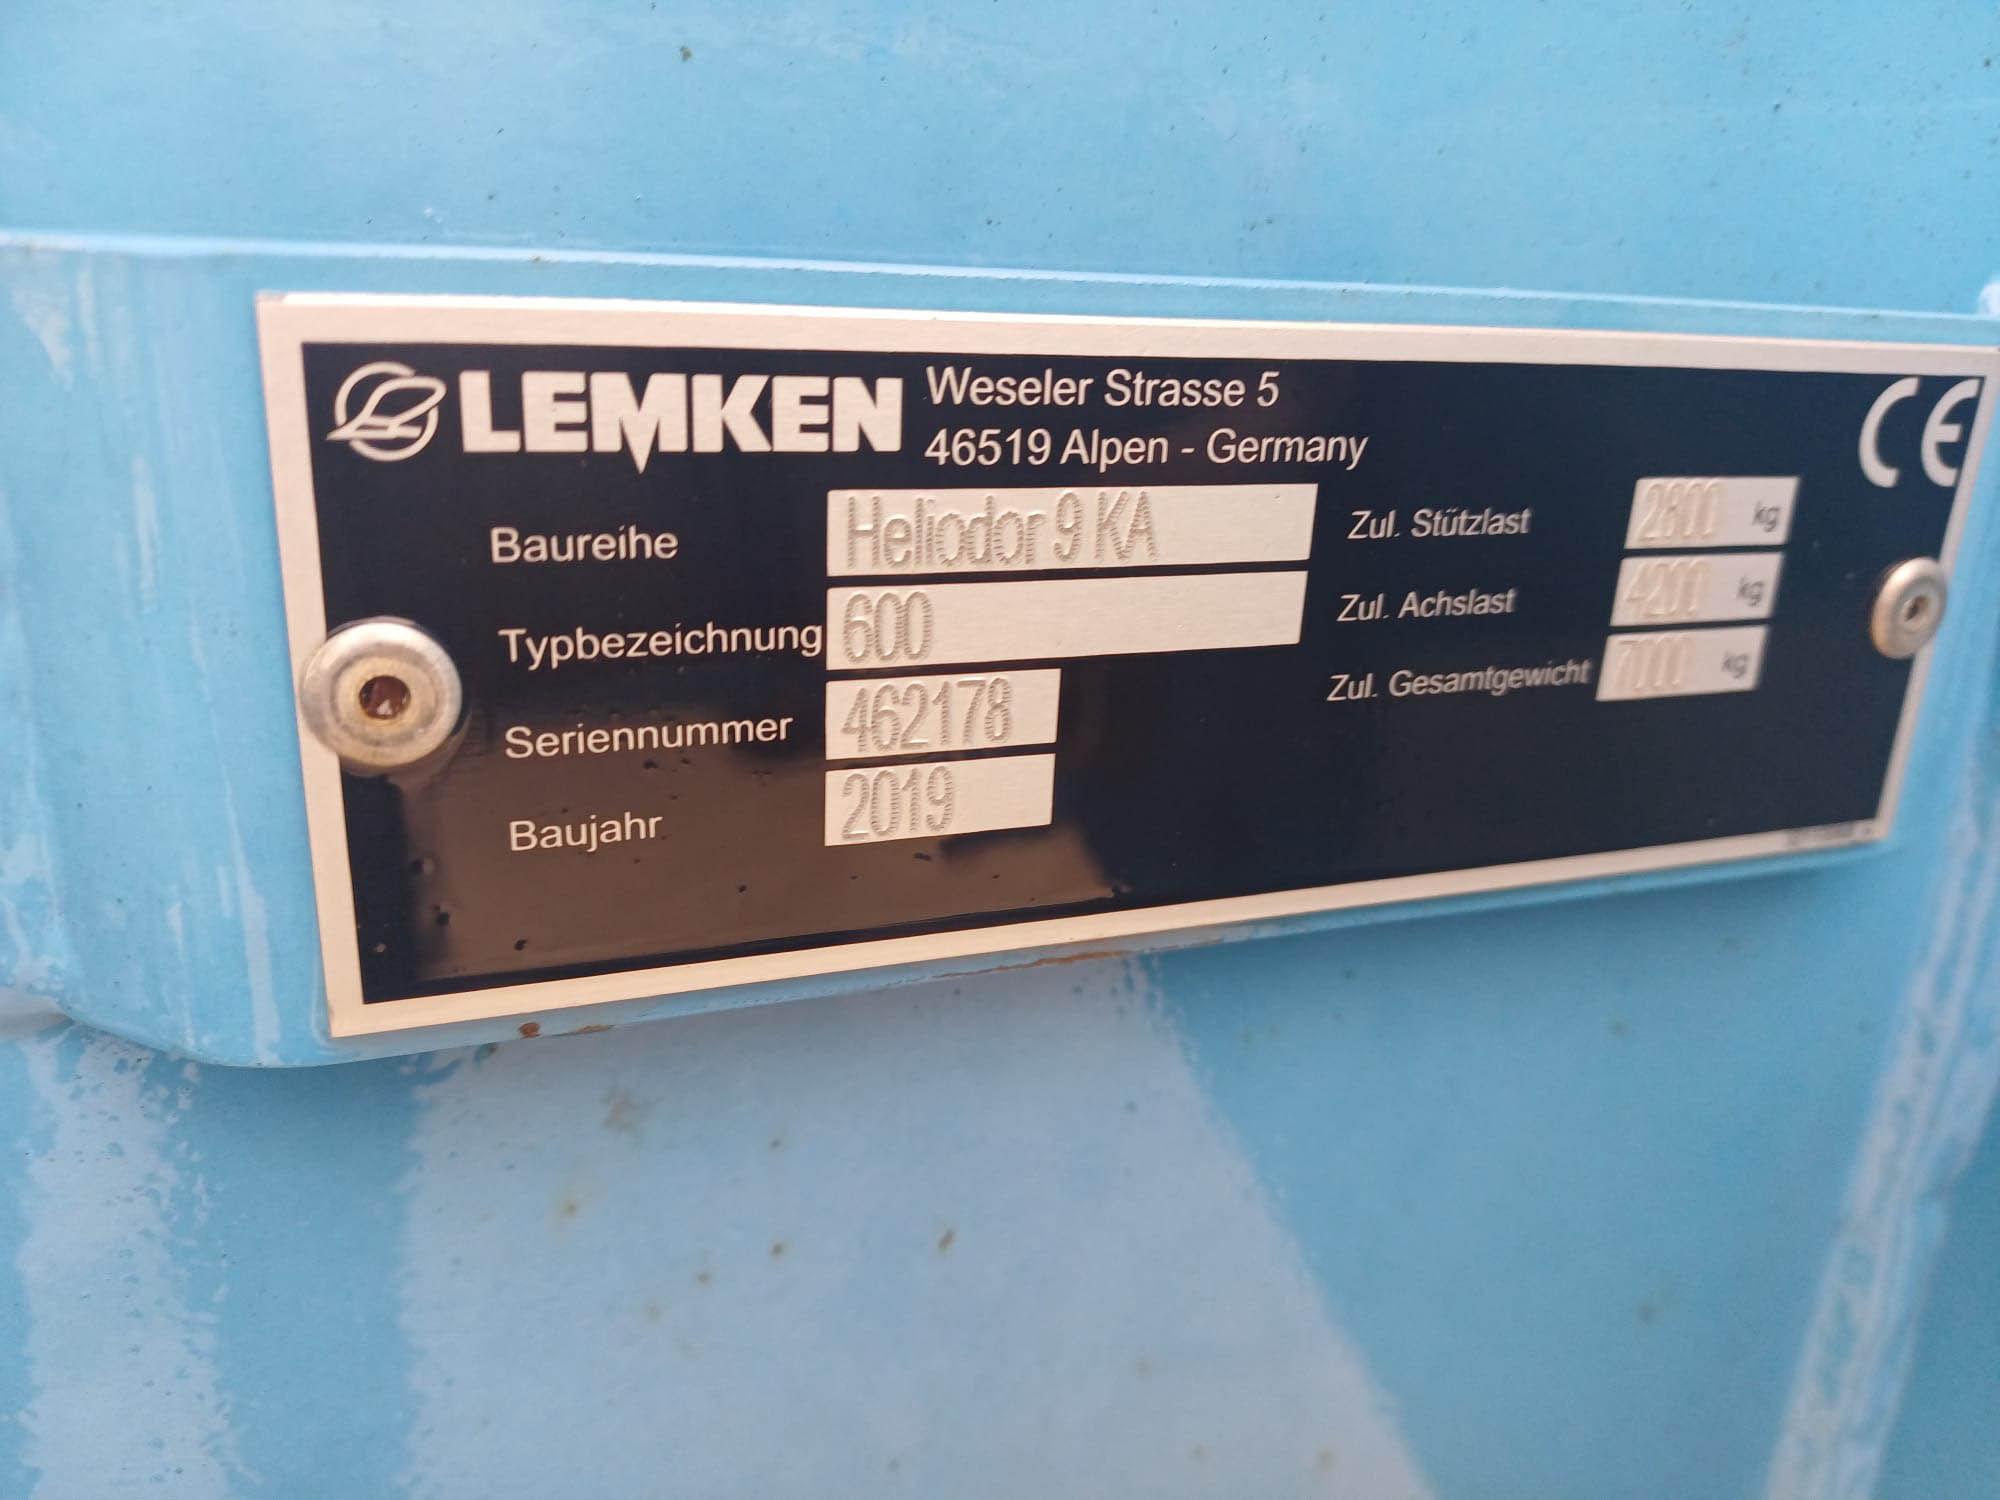 LEMKEN
Weseler Strasse 5
46519 Alpen - Germany
CE
Baureihe Heliodor 9 KA
Typbezeichnung 600
Seriennummer 462178
Baujahr 2019
Zul. Stützlast 2800 kg
Zul. Achslast 4200 kg
Zul. Gesamtgewicht 7000 kg